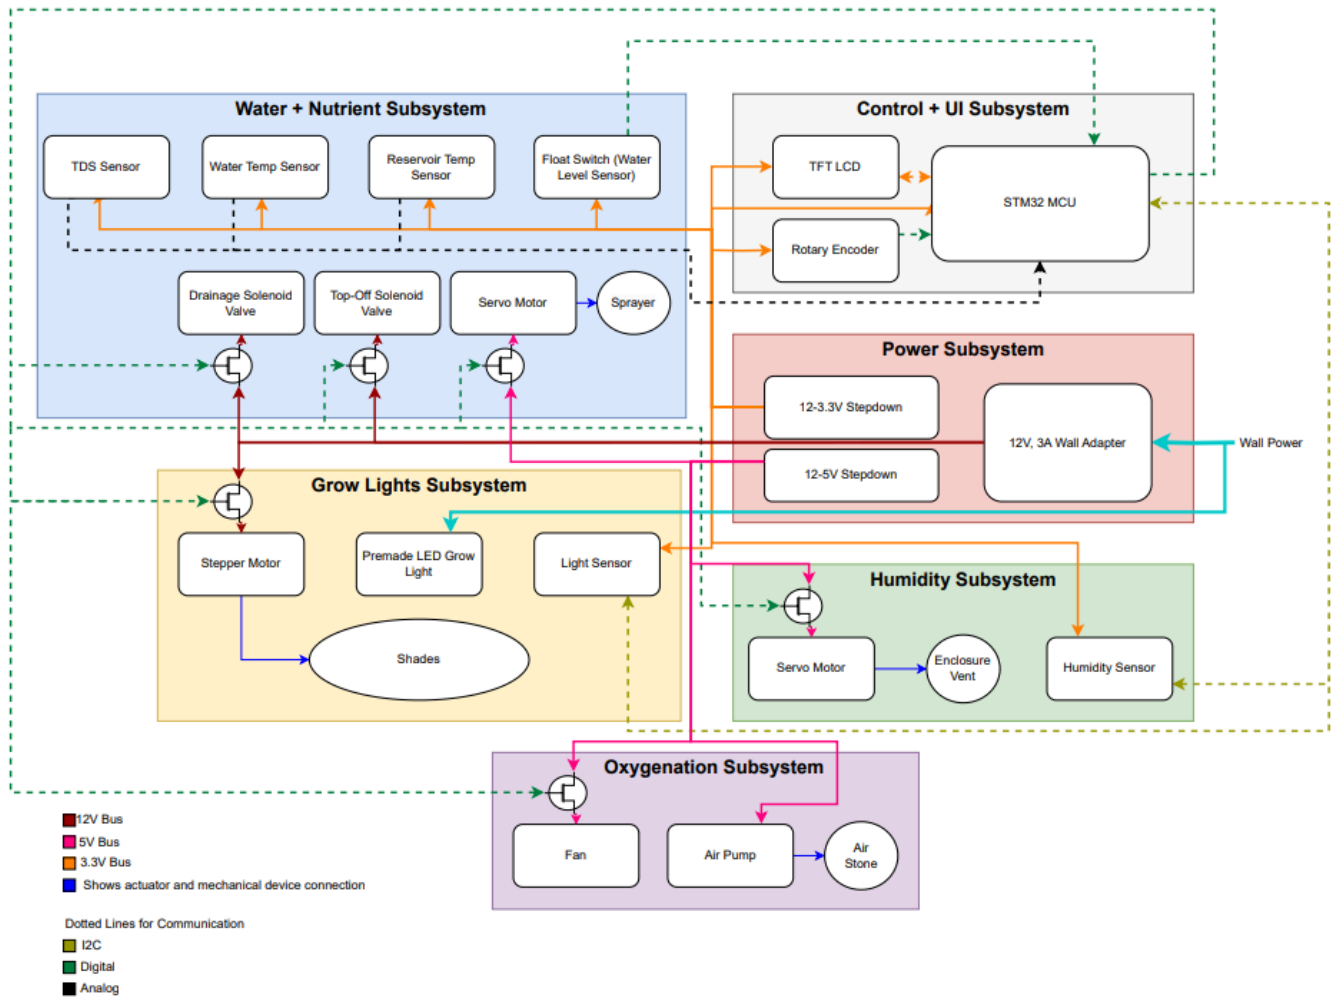 Water + Nutrient Subsystem
TDS Sensor
Water Temp Sensor
Reservoir Temp
Sensor
Float Switch (Water
Level Sensor)
Drainage Solenoid
Valve
Top-Off Solenoid
Valve
Servo Motor
Sprayer
Control + UI Subsystem
TFT LCD
STM32 MCU
Rotary Encoder
Power Subsystem
12-3.3V Stepdown
12V, 3A Wall Adapter
Wall Power
12-5V Stepdown
Grow Lights Subsystem
Stepper Motor
Premade LED Grow
Light
Light Sensor
Shades
Humidity Subsystem
Servo Motor
Enclosure
Vent
Humidity Sensor
Oxygenation Subsystem
Fan
Air Pump
Air
Stone
12V Bus
5V Bus
3.3V Bus
Shows actuator and mechanical device connection
Dotted Lines for Communication
I2C
Digital
Analog